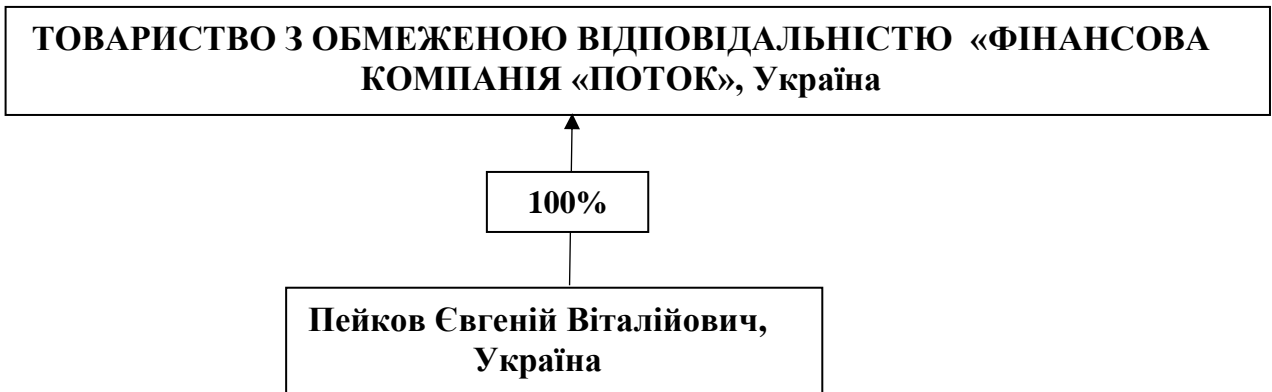 ТОВАРИСТВО З ОБМЕЖЕНОЮ ВІДПОВІДАЛЬНІСТЮ «ФІНАНСОВА
КОМПАНІЯ «ПОТОК», Україна
100%
Пейков Євгеній Віталійович,
Україна